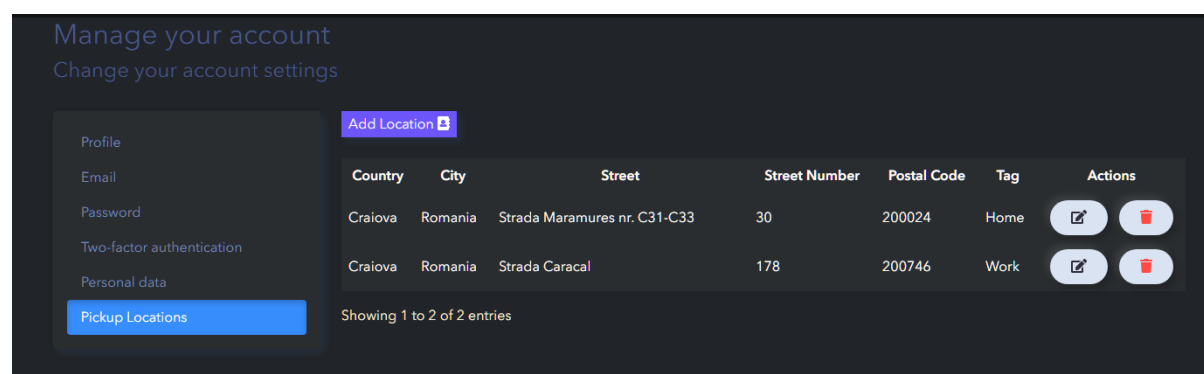 Manage your account
Change your account settings
Profile
Email
Password
Two-factor authentication
Personal data
Pickup Locations
Add Location
Country City Street Street Number Postal Code Tag Actions
Craiova Romania Strada Maramures nr. C31-C33 30 200024 Home
Craiova Romania Strada Caracal 178 200746 Work
Showing 1 to 2 of 2 entries